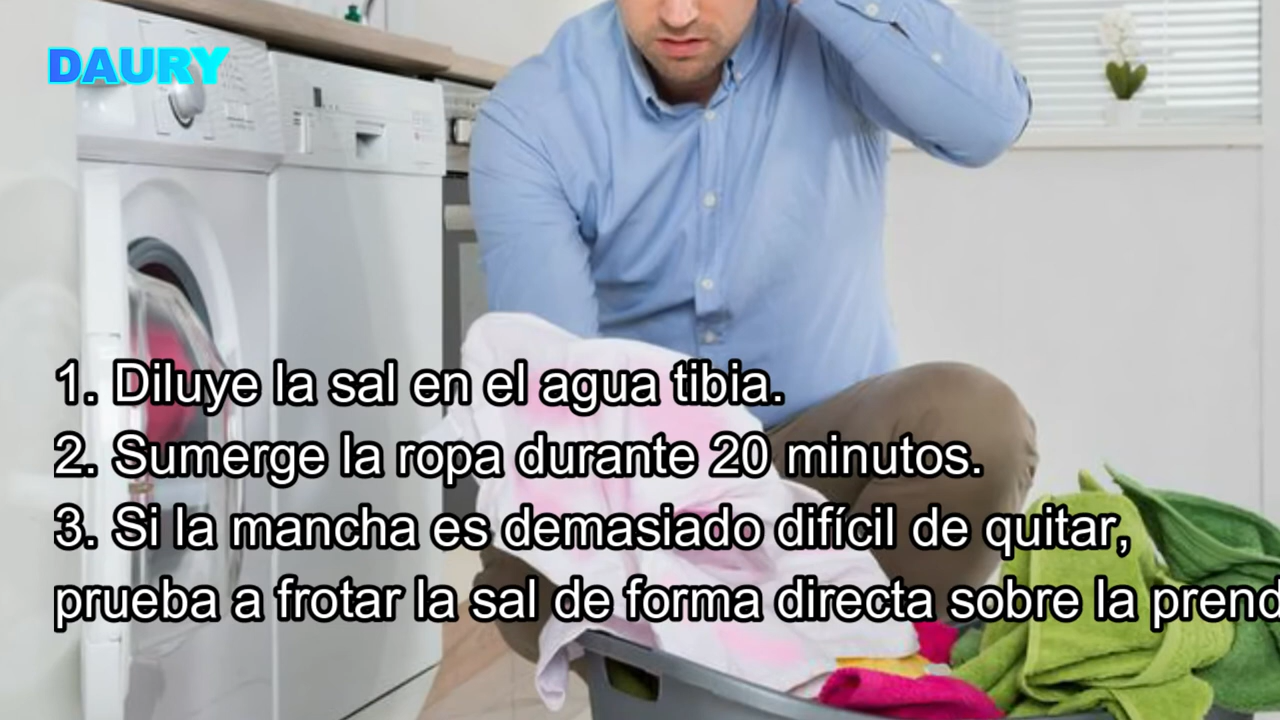 DAURY
1. Diluye la sal en el agua tibia.
2. Sumerge la ropa durante 20 minutos.
3. Si la mancha es demasiado difícil de quitar,
prueba a frotar la sal de forma directa sobre la prend